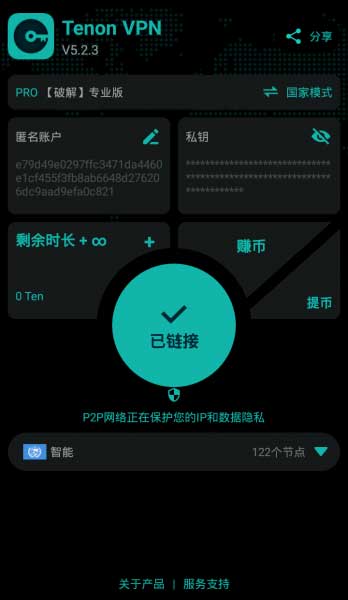 Tenon VPN
V5.2.3
分享
PRO 【破解】专业版
国家模式
匿名账户
e79d49e0297ffc3471da4460
e1cf455f3fb8ab6648d27620
6dc9aad9efa0c821
私钥
******************************
******************************
************
剩余时长 + ∞
+
0 Ten
赚币
提币
已链接
P2P网络正在保护您的IP和数据隐私
智能
122个节点
关于产品 | 服务支持